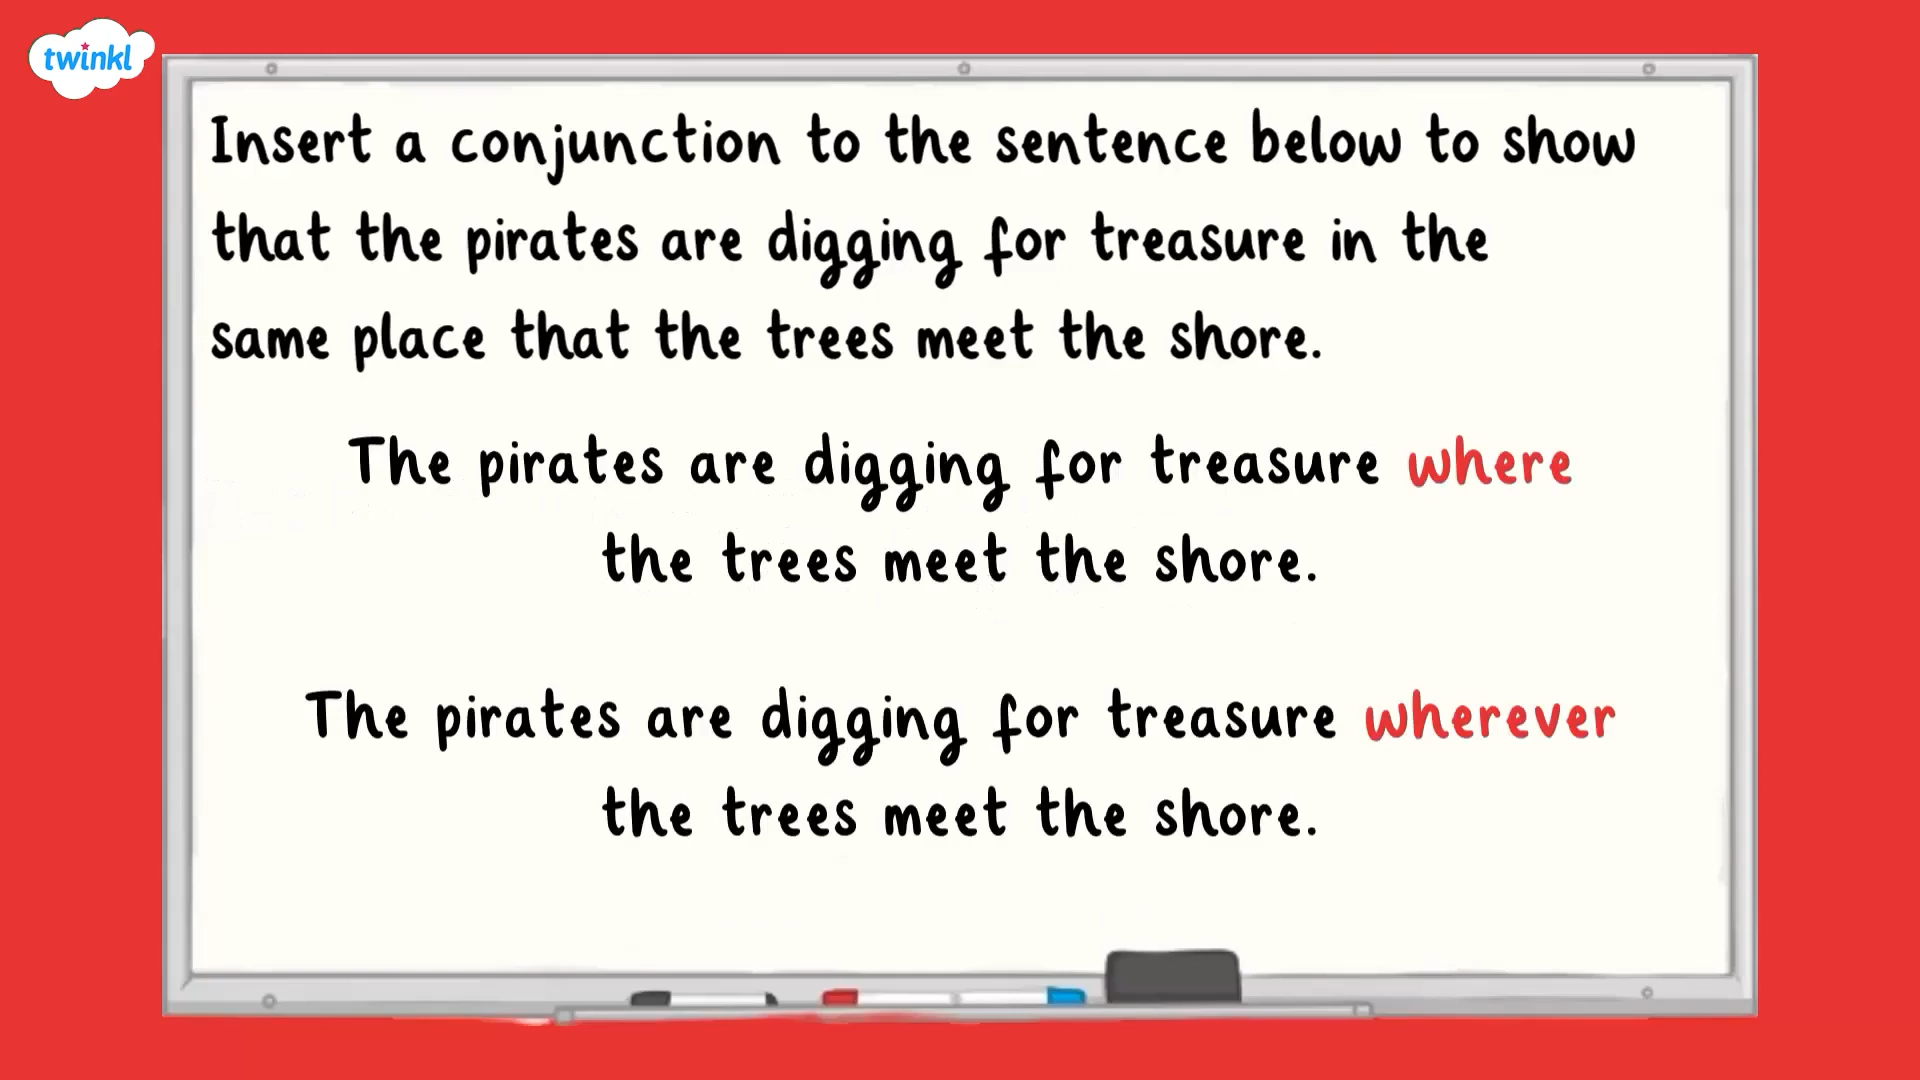 twinkl
Insert a conjunction to the sentence below to show
that the pirates are digging for treasure in the
same place that the trees meet the shore.
The pirates are digging for treasure where
the trees meet the shore.
The pirates are digging for treasure wherever
the trees meet the shore.